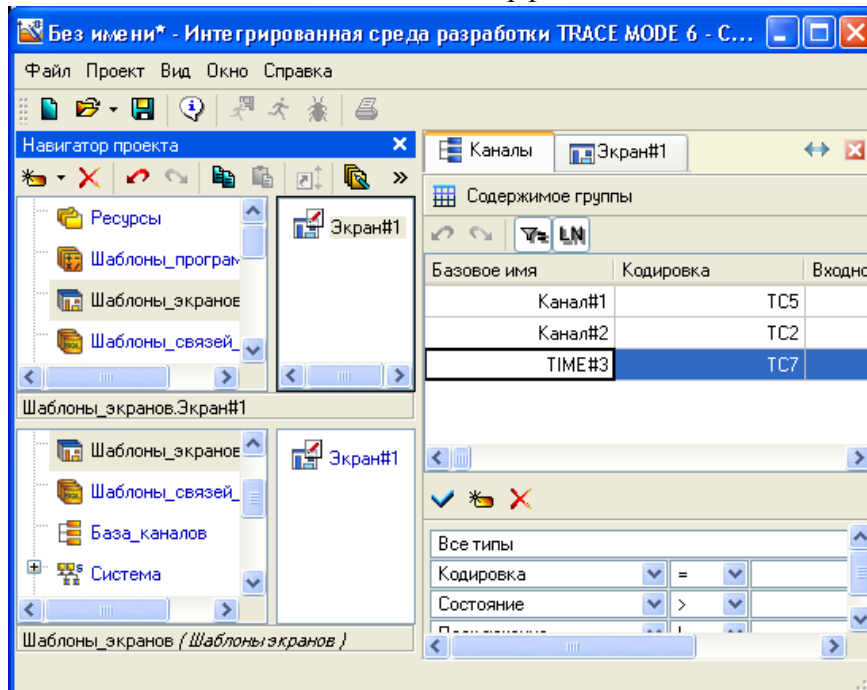 Без имени* - Интегрированная среда разработки TRACE MODE 6 - С...
Файл Проект Вид Окно Справка
Навигатор проекта
Ресурсы
Шаблоны_програм
Шаблоны_экранов
Шаблоны_связей_
Экран#1
Шаблоны_экранов.Экран#1
Шаблоны_экранов
Шаблоны_связей_
База_каналов
Система
Экран#1
Шаблоны_экранов { Шаблоны экранов }
Каналы Экран#1
Содержимое группы
LN
Базовое имя Кодировка Входно
Канал#1 TC5
Канал#2 TC2
TIME#3 TC7
Все типы
Кодировка =
Состояние >